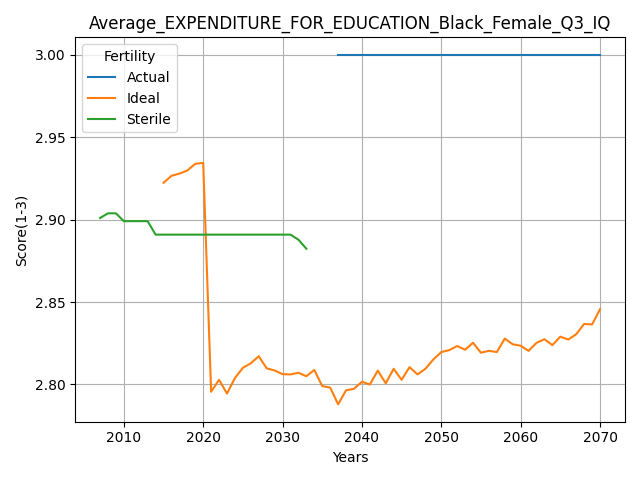 Average_EXPENDITURE_FOR_EDUCATION_Black_Female_Q3_IQ
Fertility
Actual
Ideal
Sterile
3.00
2.95
2.90
2.85
2.80
Score(1-3)
2010 2020 2030 2040 2050 2060 2070
Years